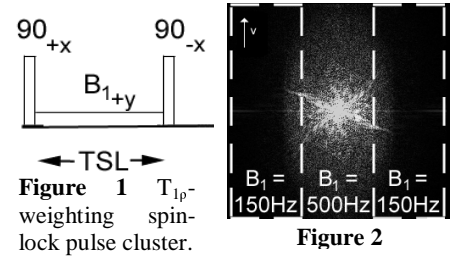 90+x 90-x
B1+y
TSL
Figure 1 T1ρ-
weighting spin-
lock pulse cluster.
v
B1 = B1 = B1 =
150Hz 500Hz 150Hz
Figure 2